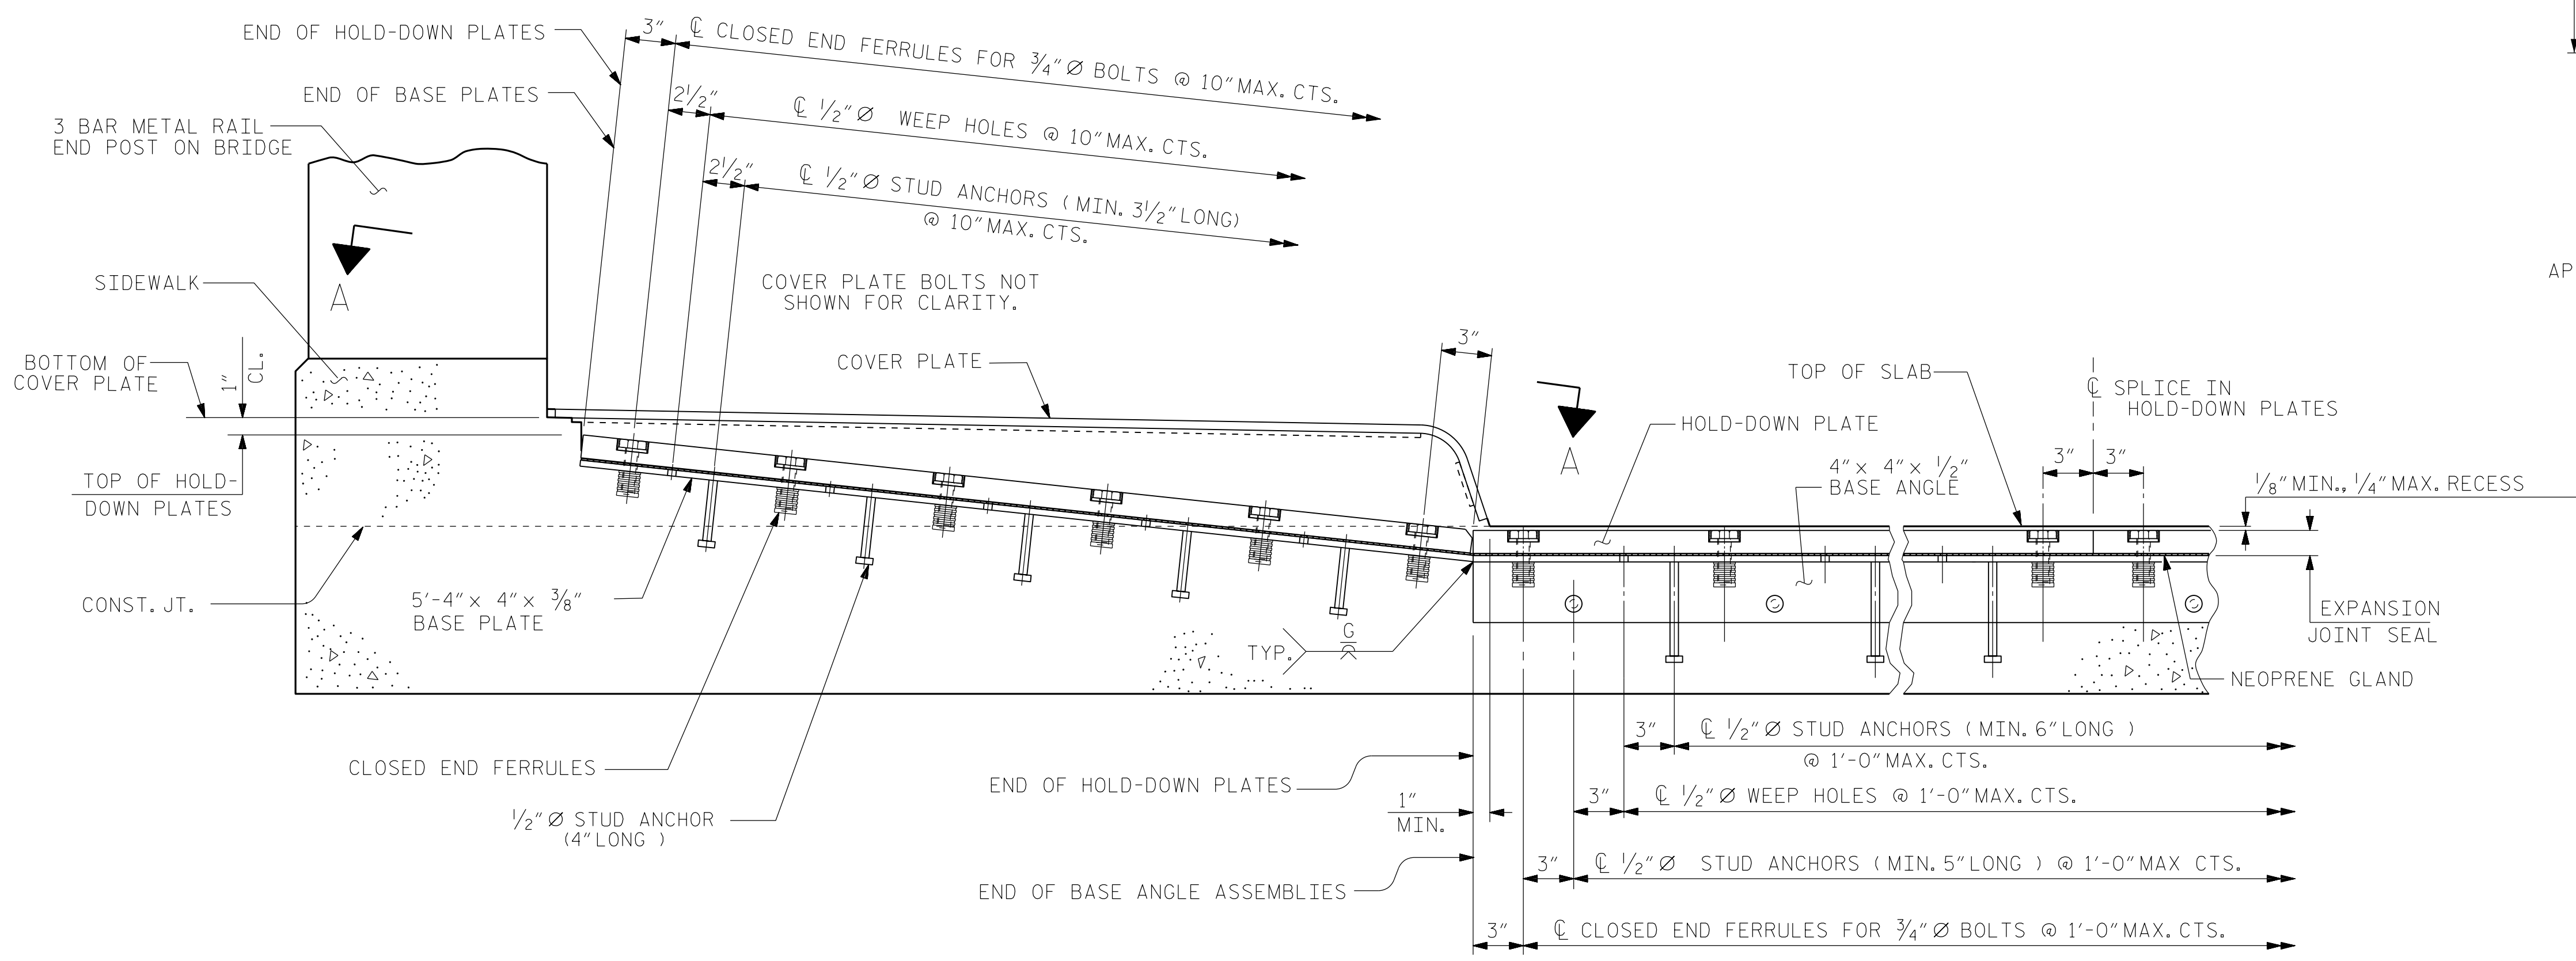 END OF HOLD-DOWN PLATES
3"
℄ CLOSED END FERRULES FOR 3/4"Ø BOLTS @ 10"MAX. CTS.
END OF BASE PLATES
2 1/2"
℄ 1/2"Ø WEEP HOLES @ 10"MAX. CTS.
3 BAR METAL RAIL
END POST ON BRIDGE
2 1/2"
℄ 1/2"Ø STUD ANCHORS (MIN. 3 1/2"LONG)
@ 10"MAX. CTS.
A
SIDEWALK
COVER PLATE BOLTS NOT
SHOWN FOR CLARITY.
AP
BOTTOM OF
COVER PLATE
1"
CL.
COVER PLATE
3"
TOP OF SLAB
℄ SPLICE IN
HOLD-DOWN PLATES
HOLD-DOWN PLATE
A
4"x 4"x 1/2"
BASE ANGLE
3"
3"
1/8"MIN., 1/4"MAX. RECESS
TOP OF HOLD-
DOWN PLATES
CONST. JT.
5'-4"x 4"x 3/8"
BASE PLATE
TYP.
G
EXPANSION
JOINT SEAL
NEOPRENE GLAND
3"
℄ 1/2"Ø STUD ANCHORS (MIN. 6"LONG )
@ 1'-0"MAX. CTS.
CLOSED END FERRULES
END OF HOLD-DOWN PLATES
1"
MIN.
3"
℄ 1/2"Ø WEEP HOLES @ 1'-0"MAX. CTS.
1/2"Ø STUD ANCHOR
(4"LONG )
3"
℄ 1/2"Ø STUD ANCHORS (MIN. 5"LONG ) @ 1'-0"MAX CTS.
END OF BASE ANGLE ASSEMBLIES
3"
℄ CLOSED END FERRULES FOR 3/4"Ø BOLTS @ 1'-0"MAX. CTS.